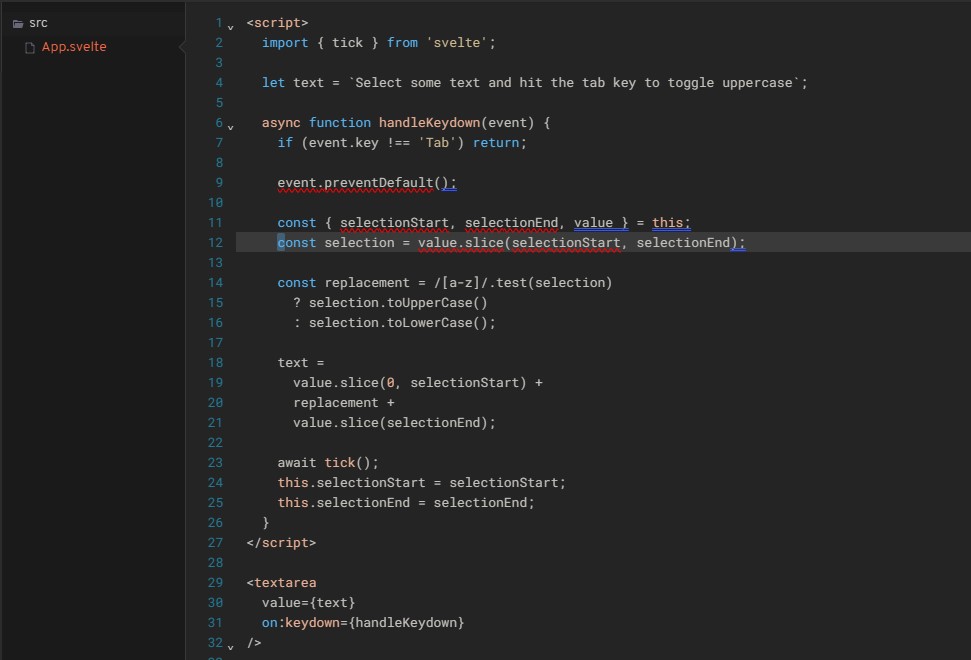 src
App.svelte
1 <script>
2 import { tick } from 'svelte';
3
4 let text = `Select some text and hit the tab key to toggle uppercase`;
5
6 async function handleKeydown(event) {
7 if (event.key !== 'Tab') return;
8
9 event.preventDefault();
10
11 const { selectionStart, selectionEnd, value } = this;
12 const selection = value.slice(selectionStart, selectionEnd);
13
14 const replacement = /[a-z]/.test(selection)
15 ? selection.toUpperCase()
16 : selection.toLowerCase();
17
18 text =
19 value.slice(0, selectionStart) +
20 replacement +
21 value.slice(selectionEnd);
22
23 await tick();
24 this.selectionStart = selectionStart;
25 this.selectionEnd = selectionEnd;
26 }
27 </script>
28
29 <textarea
30 value={text}
31 on:keydown={handleKeydown}
32 />